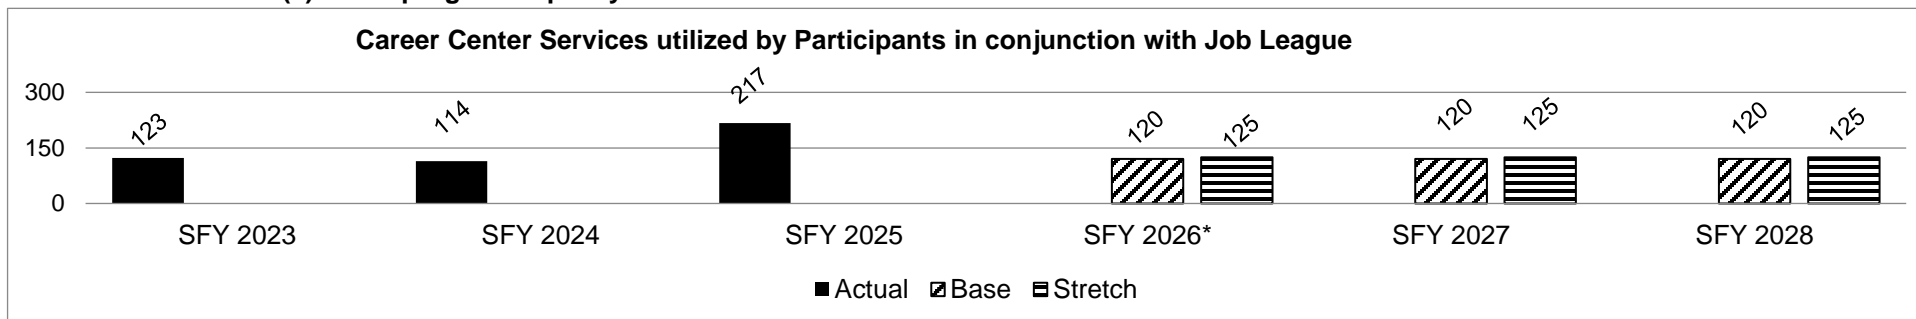 Career Center Services utilized by Participants in conjunction with Job League
300
150
0
123
114
217
120
125
120
125
120
125
SFY 2023
SFY 2024
SFY 2025
SFY 2026*
SFY 2027
SFY 2028
Actual
Base
Stretch